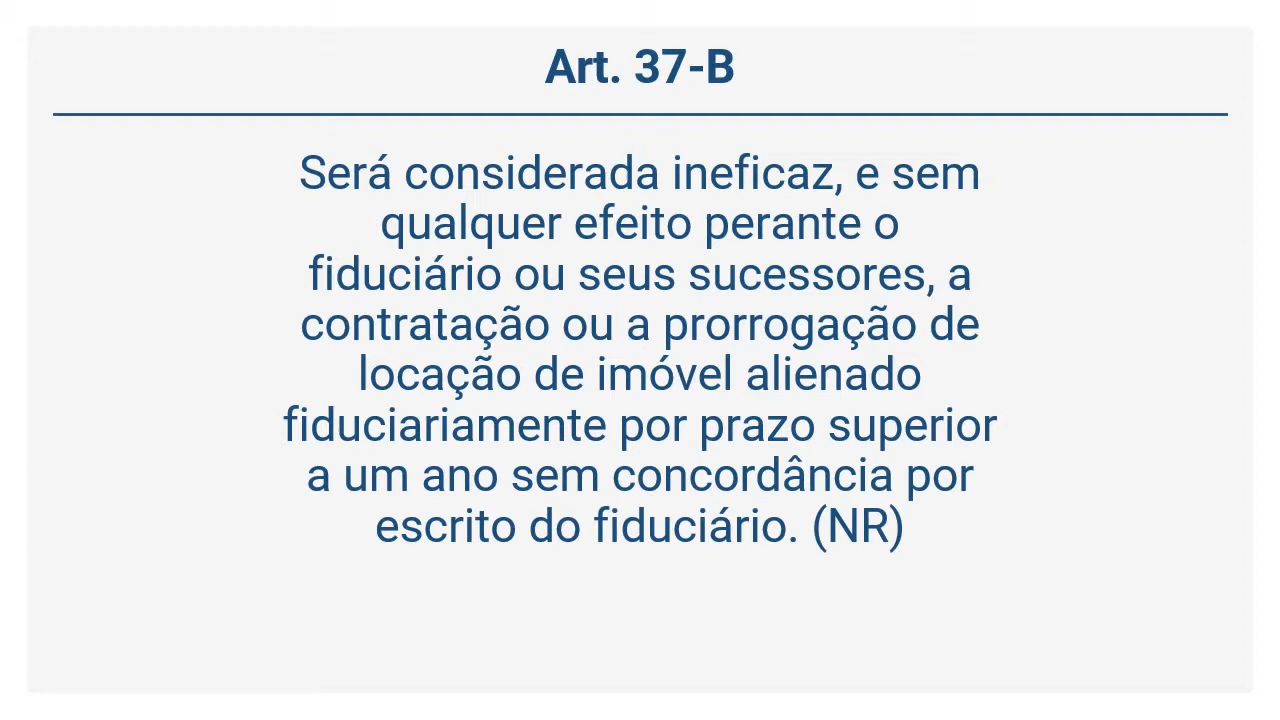 Art. 37-B
Será considerada ineficaz, e sem
qualquer efeito perante o
fiduciário ou seus sucessores, a
contratação ou a prorrogação de
locação de imóvel alienado
fiduciariamente por prazo superior
a um ano sem concordância por
escrito do fiduciário. (NR)